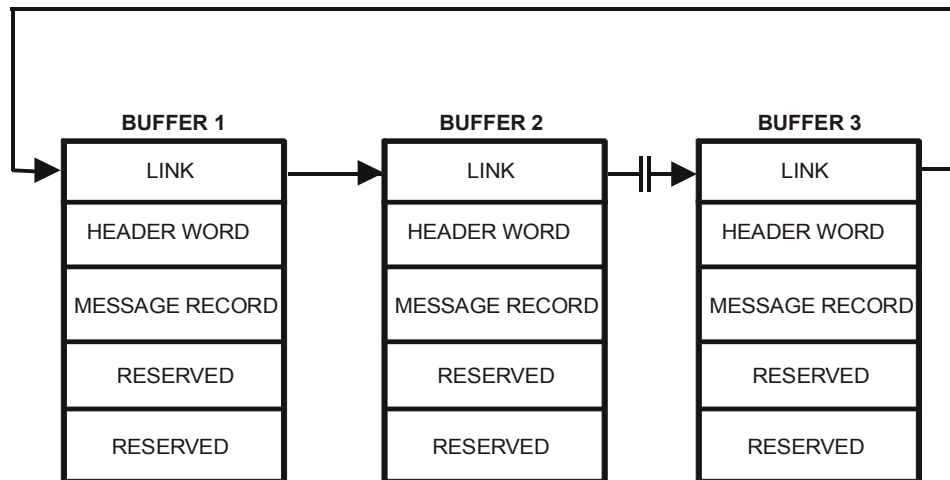 BUFFER 1
LINK
HEADER WORD
MESSAGE RECORD
RESERVED
RESERVED
BUFFER 2
LINK
HEADER WORD
MESSAGE RECORD
RESERVED
RESERVED
BUFFER 3
LINK
HEADER WORD
MESSAGE RECORD
RESERVED
RESERVED